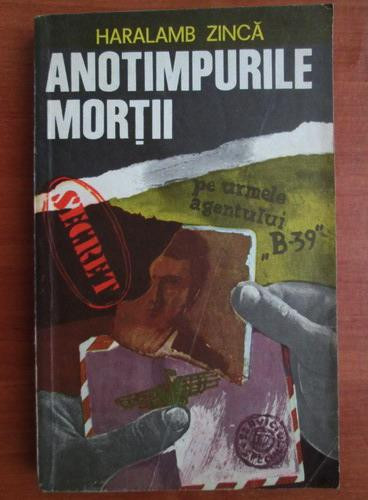 HARALAMB ZINCĂ
ANOTIMPURILE
MORȚII
SECRET
pe urmele
agentului
„B-39”